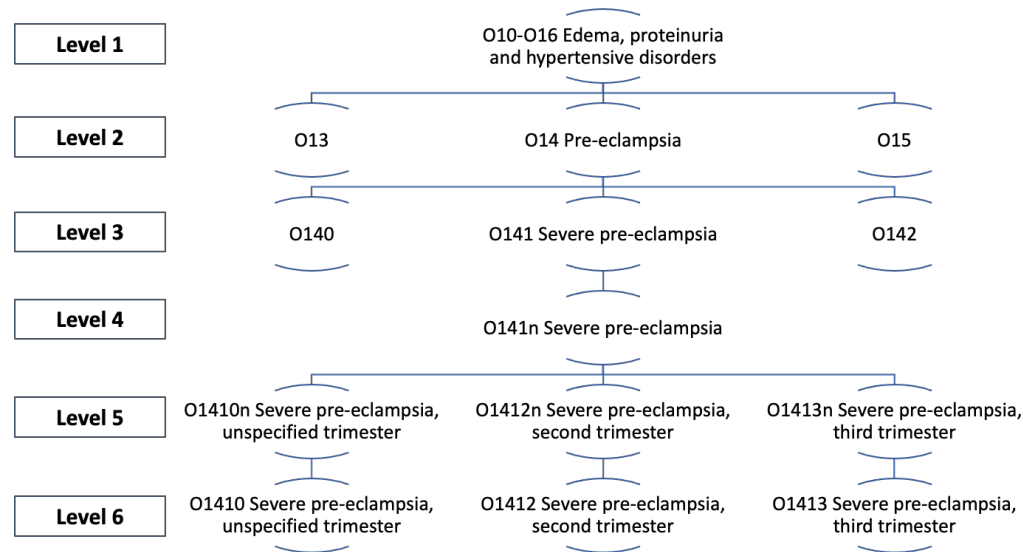 Level 1
O10-O16 Edema, proteinuria
and hypertensive disorders
Level 2
O13
O14 Pre-eclampsia
O15
Level 3
O140
O141 Severe pre-eclampsia
O142
Level 4
O141n Severe pre-eclampsia
Level 5
O1410n Severe pre-eclampsia,
unspecified trimester
O1412n Severe pre-eclampsia,
second trimester
O1413n Severe pre-eclampsia,
third trimester
Level 6
O1410 Severe pre-eclampsia,
unspecified trimester
O1412 Severe pre-eclampsia,
second trimester
O1413 Severe pre-eclampsia,
third trimester